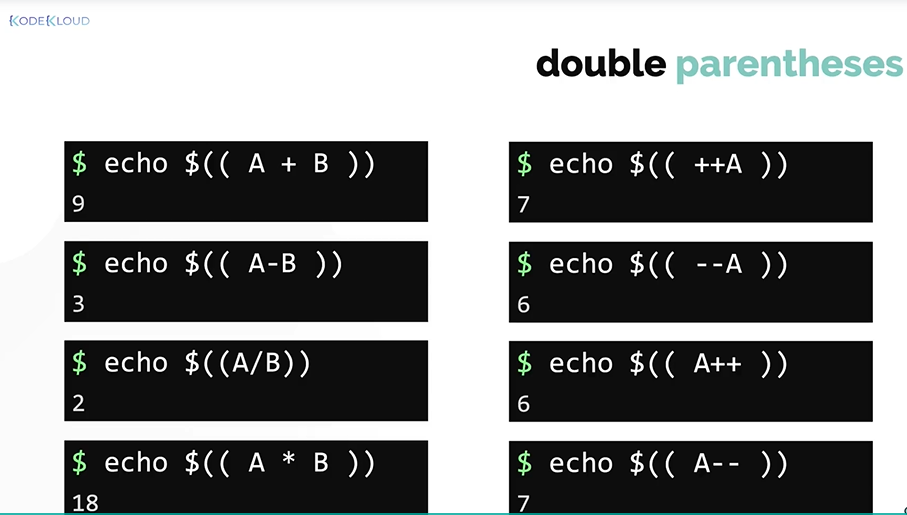 KODEKLOUD
double parentheses
$ echo $(( A + B ))
9
$ echo $(( A-B ))
3
$ echo $((A/B))
2
$ echo $(( A * B ))
18
$ echo $(( ++A ))
7
$ echo $(( --A ))
6
$ echo $(( A++ ))
6
$ echo $(( A-- ))
7